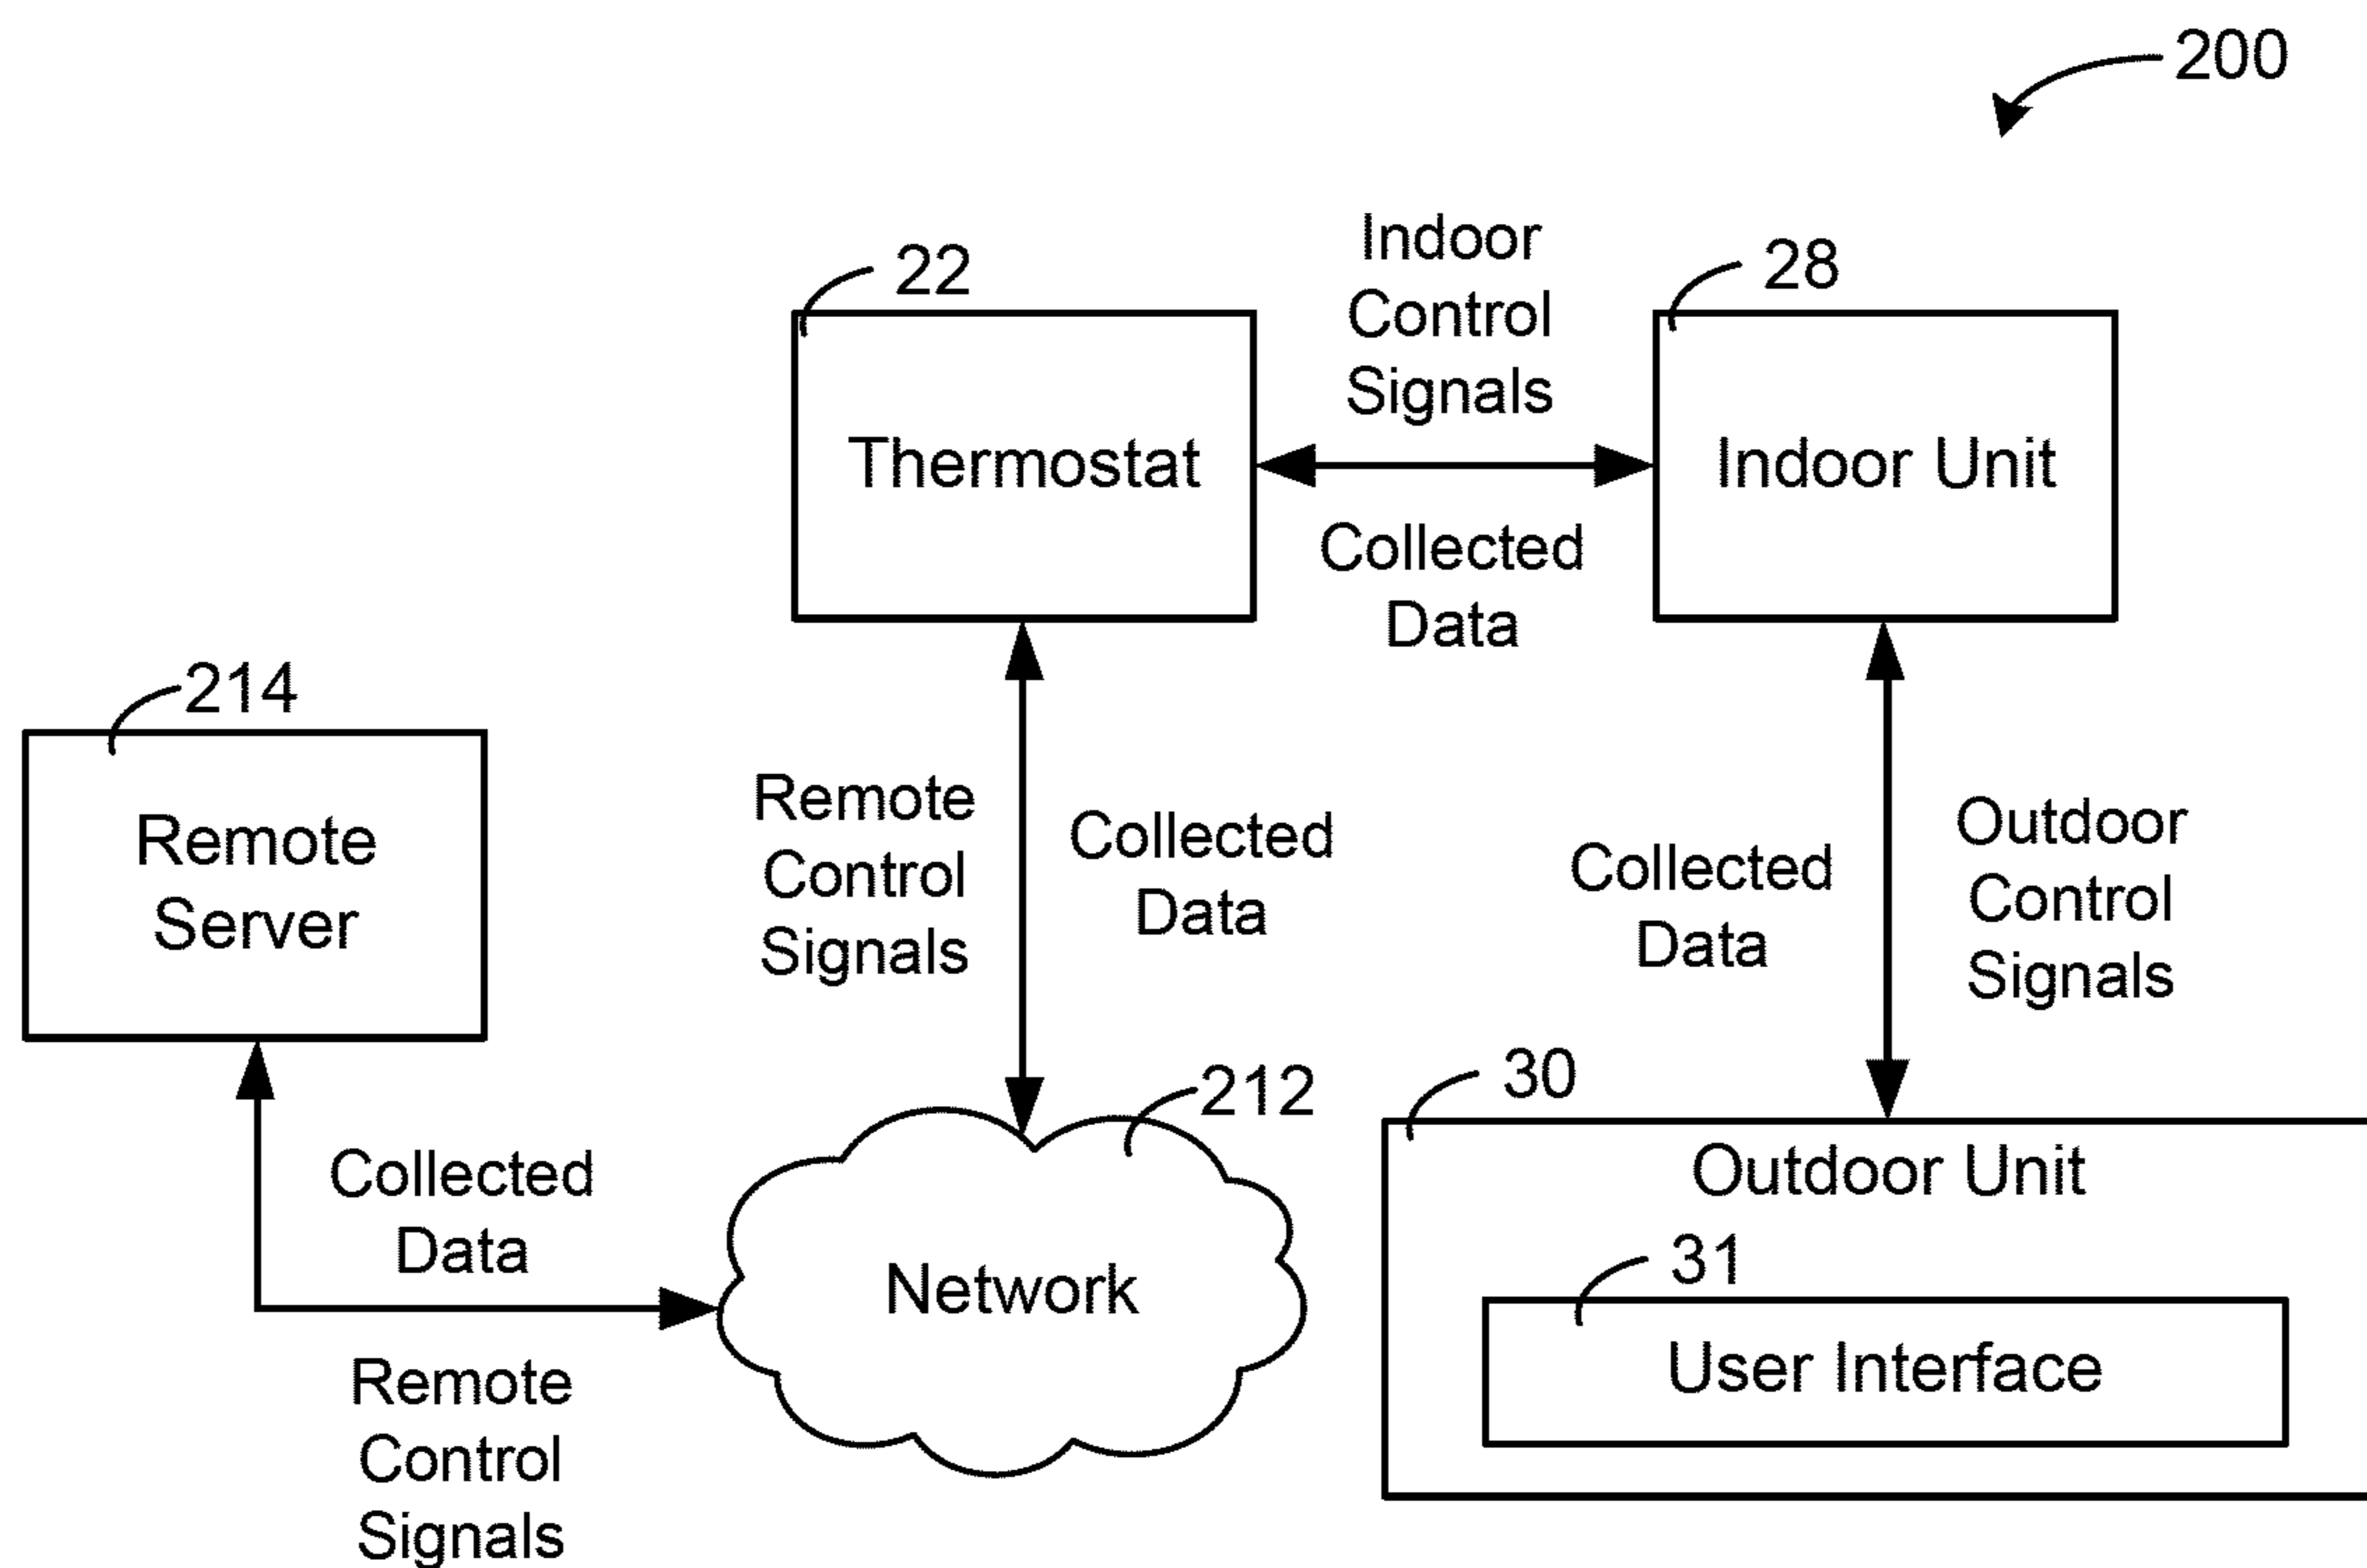 200
22
Indoor
Control
Signals
28
Thermostat
Indoor Unit
Collected
Data
214
Remote
Server
Remote
Control
Signals
Collected
Data
Collected
Data
Outdoor
Control
Signals
212
30
Outdoor Unit
Collected
Data
Network
31
User Interface
Remote
Control
Signals